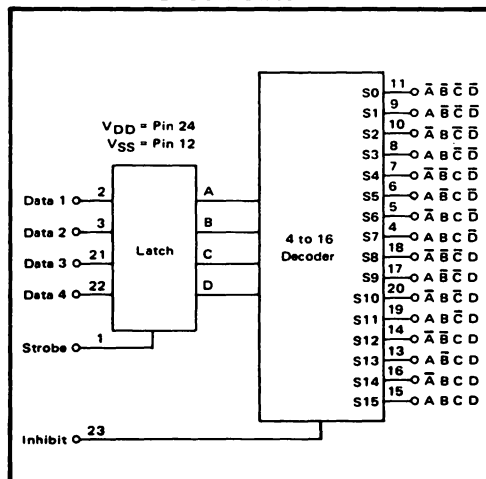 VDD = Pin 24
VSS = Pin 12
Data 1 2
Data 2 3
Data 3 21
Data 4 22
Strobe 1
Inhibit 23
Latch
A
B
C
D
4 to 16
Decoder
S0 11 Ā B̄ C̄ D̄
S1 9 A B̄ C̄ D̄
S2 10 Ā B C̄ D̄
S3 8 A B C̄ D̄
S4 7 Ā B̄ C D̄
S5 6 A B̄ C D̄
S6 5 Ā B C D̄
S7 4 A B C D̄
S8 18 Ā B̄ C̄ D
S9 17 A B̄ C̄ D
S10 20 Ā B C̄ D
S11 19 A B C̄ D
S12 14 Ā B̄ C D
S13 13 A B̄ C D
S14 16 Ā B C D
S15 15 A B C D